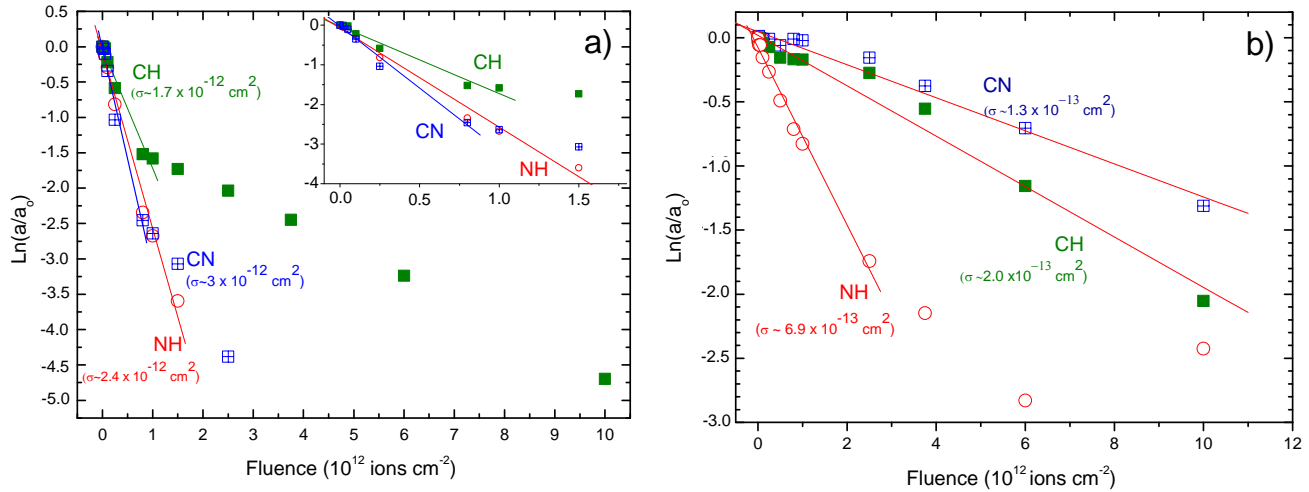 a)
Ln(a/a₀)
0.5
0.0
-0.5
-1.0
-1.5
-2.0
-2.5
-3.0
-3.5
-4.0
-4.5
-5.0
CH
(σ~1.7 x 10⁻¹² cm²)
CN
(σ~3 x 10⁻¹² cm²)
NH
(σ~2.4 x 10⁻¹² cm²)
0 1 2 3 4 5 6 7 8 9 10
Fluence (10¹² ions cm⁻²)
0
-1
-2
-3
-4
CH
CN
NH
0.0 0.5 1.0 1.5
b)
Ln(a/a₀)
0.0
-0.5
-1.0
-1.5
-2.0
-2.5
-3.0
CN
(σ~1.3 x 10⁻¹³ cm²)
CH
(σ~2.0 x10⁻¹³ cm²)
NH
(σ~ 6.9 x 10⁻¹³ cm²)
0 2 4 6 8 10 12
Fluence (10¹² ions cm⁻²)